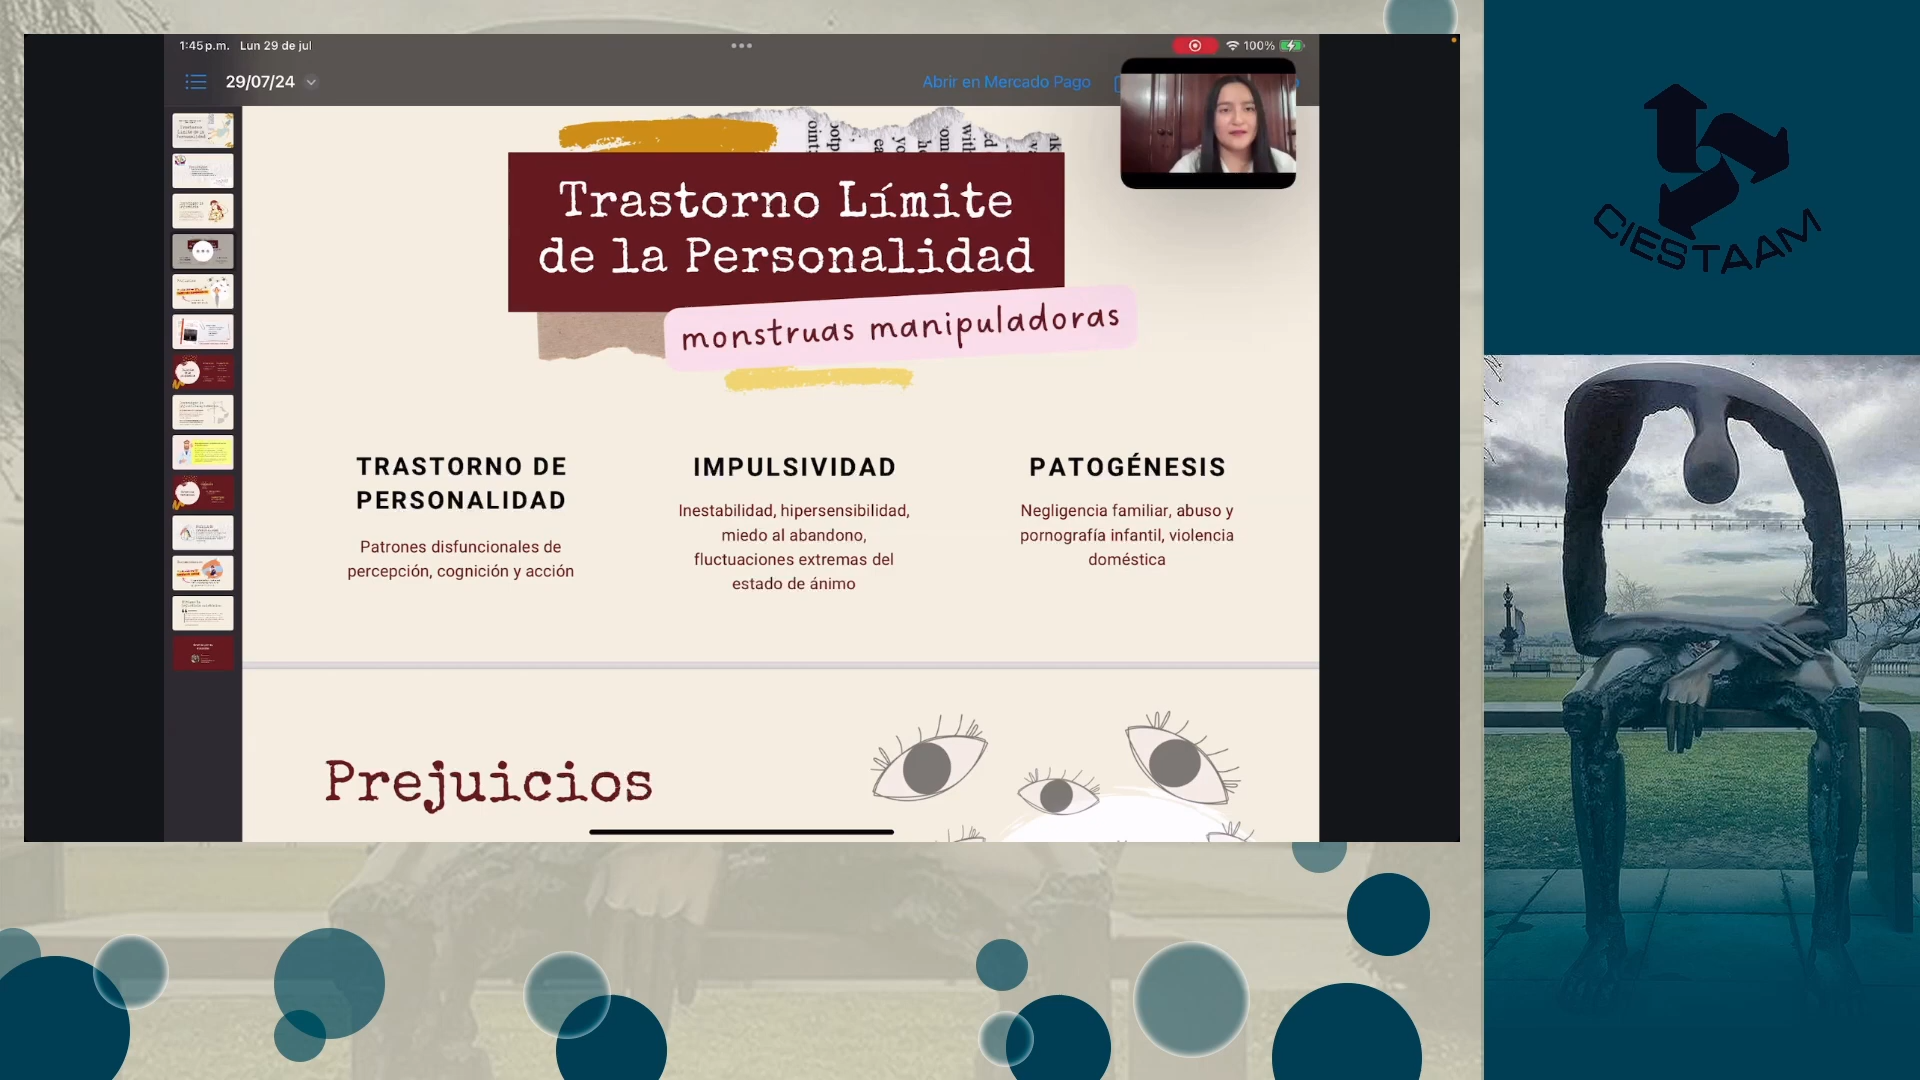 1:45 p.m. Lun 29 de jul
100%
29/07/24
Abrir en Mercado Pago
Trastorno Límite
de la Personalidad
monstruas manipuladoras
TRASTORNO DE
PERSONALIDAD
Patrones disfuncionales de
percepción, cognición y acción
IMPULSIVIDAD
Inestabilidad, hipersensibilidad,
miedo al abandono,
fluctuaciones extremas del
estado de ánimo
PATOGÉNESIS
Negligencia familiar, abuso y
pornografía infantil, violencia
doméstica
Prejuicios
CIESTAAM